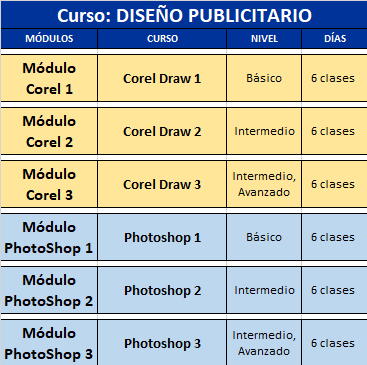 Curso: DISEÑO PUBLICITARIO
MÓDULOS CURSO NIVEL DÍAS
Módulo
Corel 1
Corel Draw 1
Básico
6 clases
Módulo
Corel 2
Corel Draw 2
Intermedio
6 clases
Módulo
Corel 3
Corel Draw 3
Intermedio,
Avanzado
6 clases
Módulo
PhotoShop 1
Photoshop 1
Básico
6 clases
Módulo
PhotoShop 2
Photoshop 2
Intermedio
6 clases
Módulo
PhotoShop 3
Photoshop 3
Intermedio,
Avanzado
6 clases